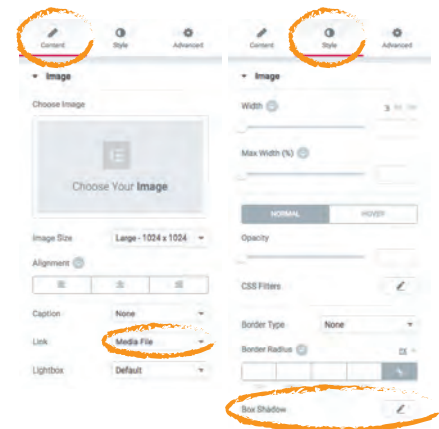 Content Style Advanced
Image
Choose Image
Choose Your Image
Image Size Large - 1024 x 1024
Alignment
Caption None
Link Media File
Lightbox Default
Content Style Advanced
Image
Width
Max Width (%)
NORMAL HOVER
Opacity
CSS Filters
Border Type None
Border Radius PX
Box Shadow